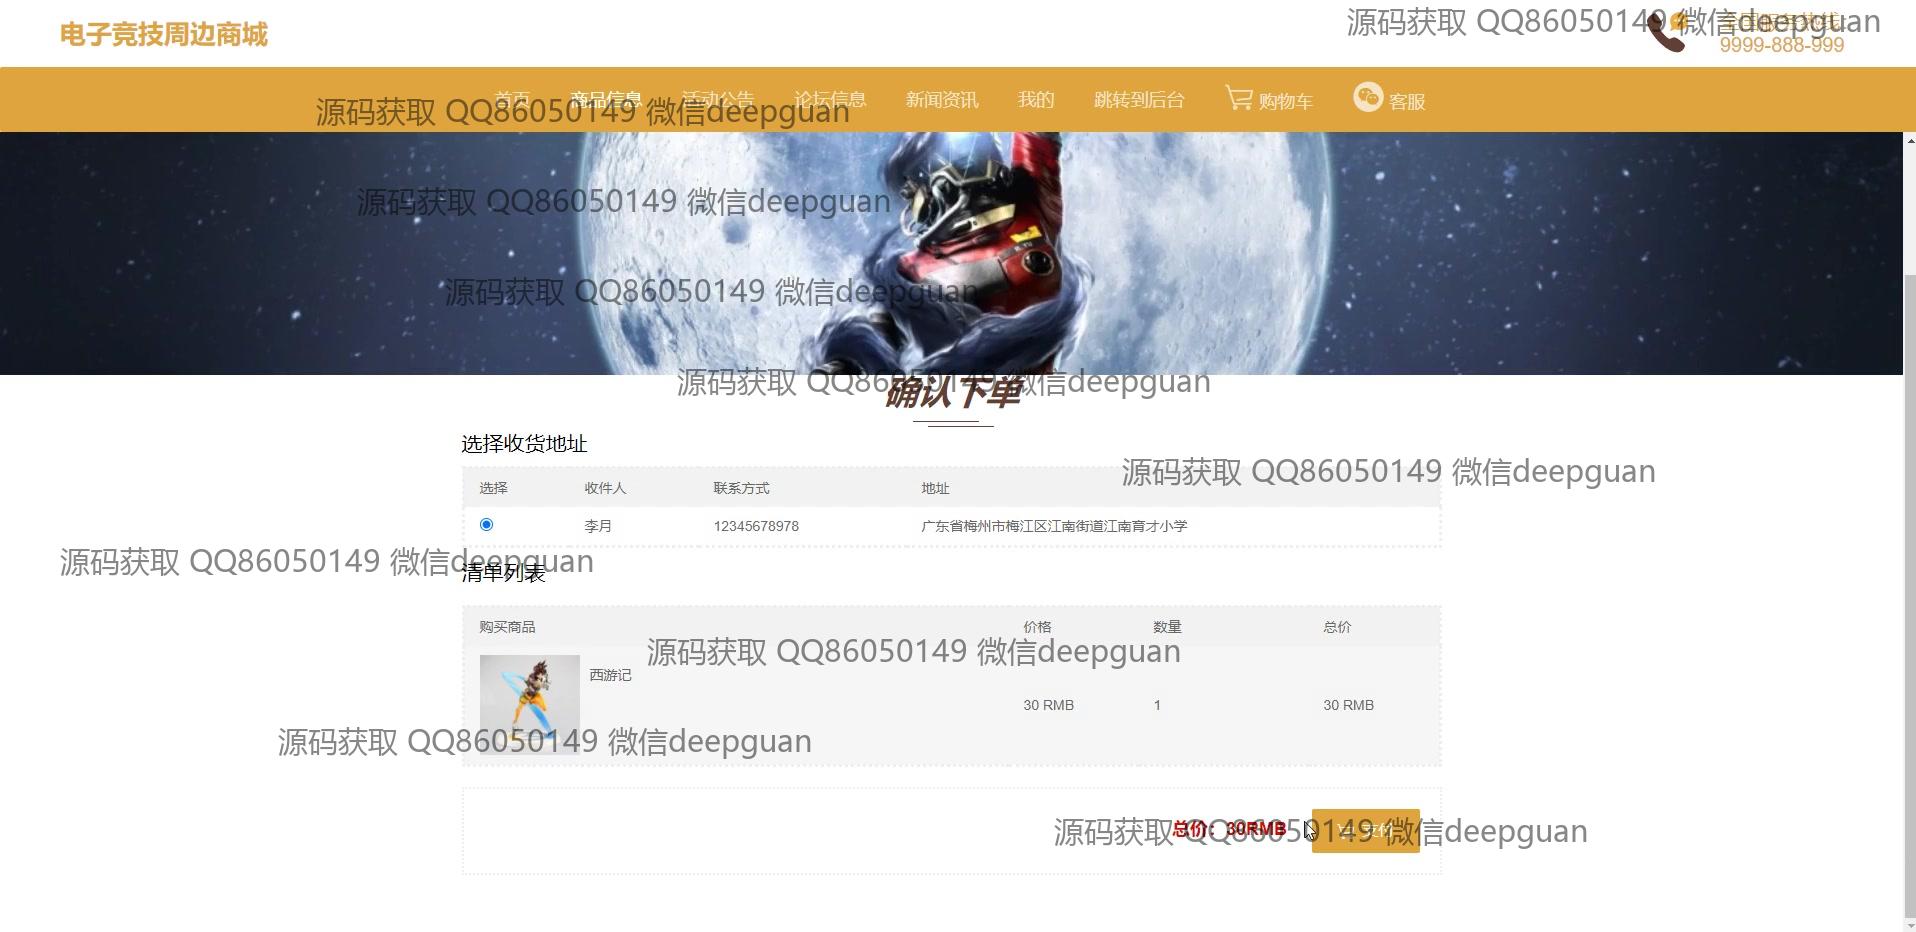 电子竞技周边商城
源码获取 QQ86050149 微信deepguan
全国服务热线:
9999-888-999
首页 商品信息 活动公告 论坛信息 新闻资讯 我的 跳转到后台 购物车 客服
源码获取 QQ86050149 微信deepguan
源码获取 QQ86050149 微信deepguan
源码获取 QQ86050149 微信deepguan
源码获取 QQ86050149 微信deepguan
确认下单
选择收货地址
源码获取 QQ86050149 微信deepguan
选择 收件人 联系方式 地址
李月 12345678978 广东省梅州市梅江区江南街道江南育才小学
源码获取 QQ86050149 微信deepguan
清单列表
购买商品 价格 数量 总价
源码获取 QQ86050149 微信deepguan
西游记
30 RMB 1 30 RMB
源码获取 QQ86050149 微信deepguan
总价：30RMB 支付
源码获取 QQ86050149 微信deepguan